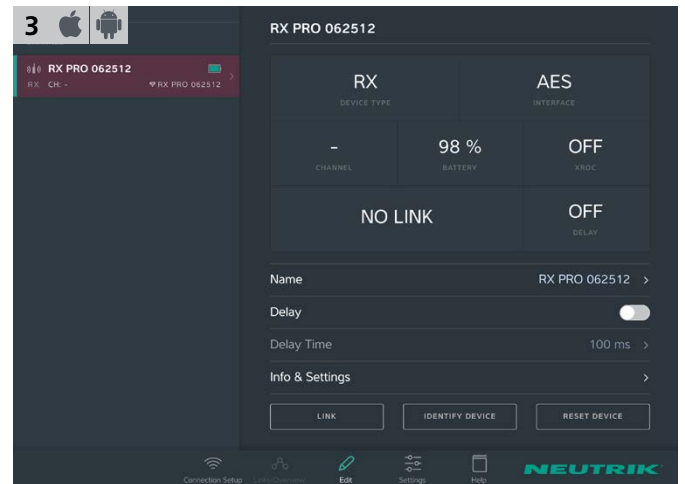 3
RX PRO 062512
RX PRO 062512
RX CH: -
RX PRO 062512
RX
DEVICE TYPE
AES
INTERFACE
-
CHANNEL
98 %
BATTERY
OFF
XROC
NO LINK
OFF
DELAY
Name
RX PRO 062512 >
Delay
Delay Time
100 ms >
Info & Settings
>
LINK
IDENTIFY DEVICE
RESET DEVICE
Connection Setup
Links Overview
Edit
Settings
Help
NEUTRIK